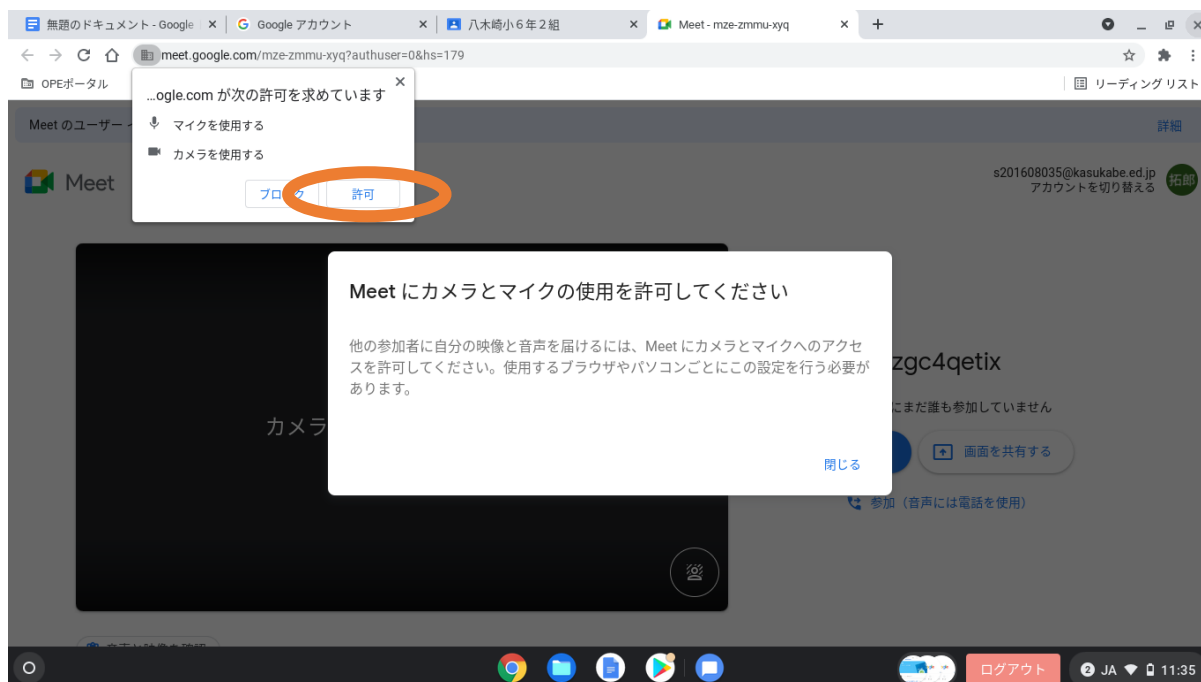 無題のドキュメント - Google
Google アカウント
八木崎小６年２組
Meet - mze-zmmu-xyq
meet.google.com/mze-zmmu-xyq?authuser=0&hs=179
OPEポータル
リーディング リスト
...ogle.com が次の許可を求めています
マイクを使用する
カメラを使用する
ブロック
許可
Meet のユーザー
詳細
Meet
s201608035@kasukabe.ed.jp
アカウントを切り替える
拓郎
Meet にカメラとマイクの使用を許可してください
他の参加者に自分の映像と音声を届けるには、Meet にカメラとマイクへのアクセ
スを許可してください。使用するブラウザやパソコンごとにこの設定を行う必要が
あります。
閉じる
カメラ
zgc4qetix
にまだ誰も参加していません
画面を共有する
参加（音声には電話を使用）
ログアウト
2 JA 11:35